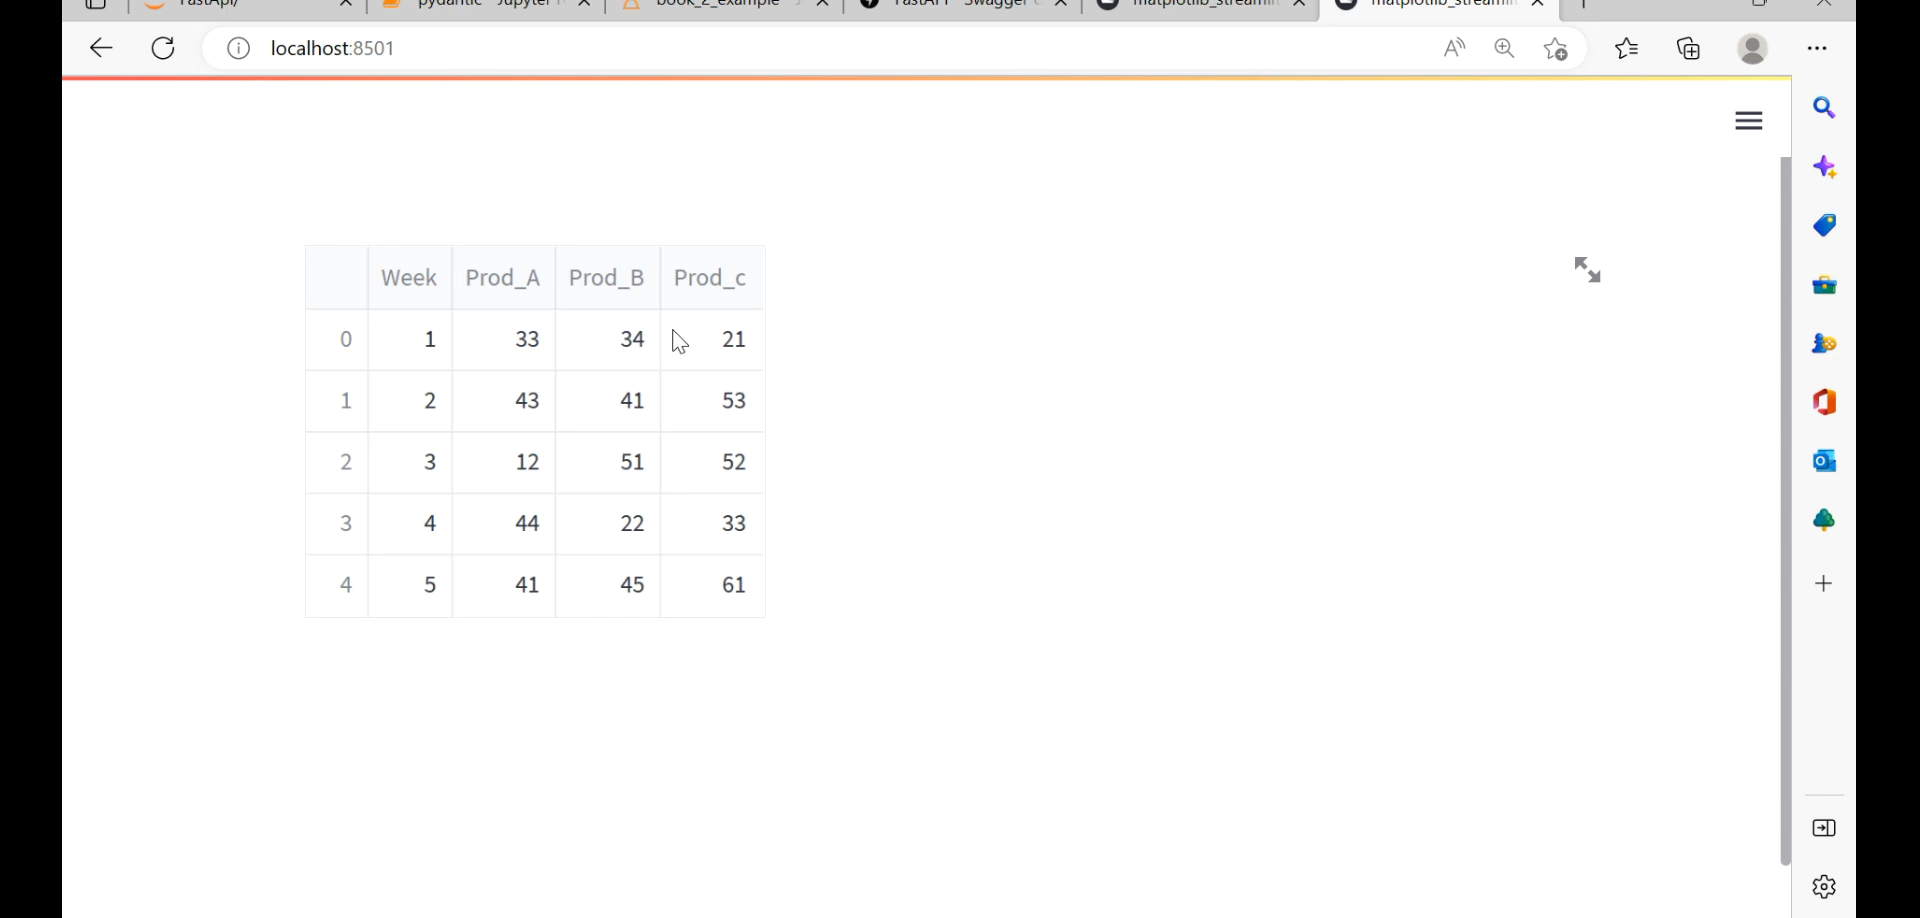 localhost:8501
Week Prod_A Prod_B Prod_c
0 1 33 34 21
1 2 43 41 53
2 3 12 51 52
3 4 44 22 33
4 5 41 45 61